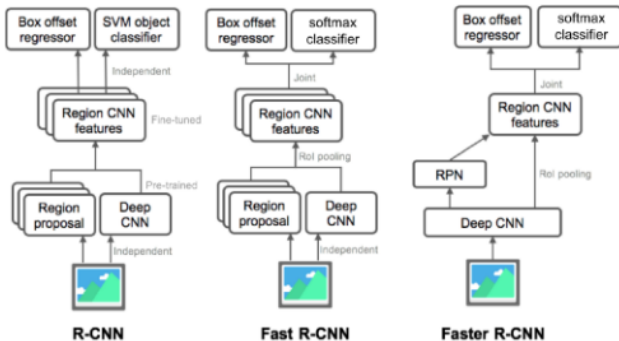 Box offset
regressor
SVM object
classifier
Independent
Region CNN
features
Fine-tuned
Pre-trained
Region
proposal
Deep
CNN
Independent
R-CNN
Box offset
regressor
softmax
classifier
Joint
Region CNN
features
RoI pooling
Region
proposal
Deep
CNN
Independent
Fast R-CNN
Box offset
regressor
softmax
classifier
Joint
Region CNN
features
RPN
RoI pooling
Deep CNN
Faster R-CNN